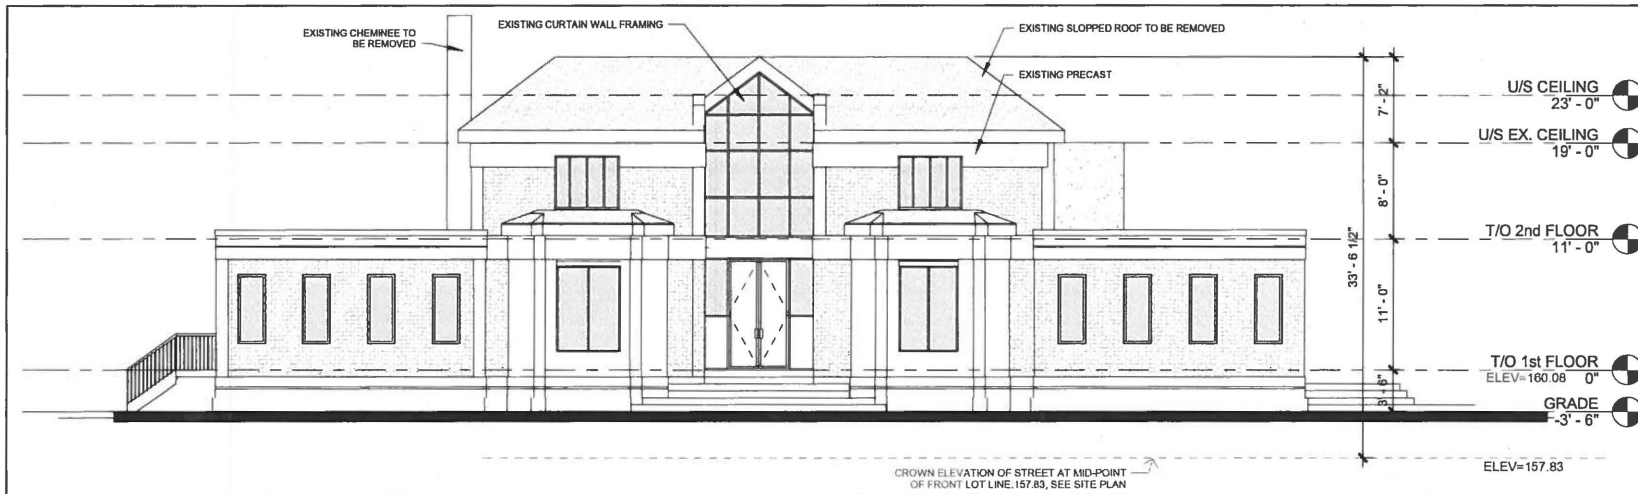 EXISTING CHEMINEE TO
BE REMOVED
EXISTING CURTAIN WALL FRAMING
EXISTING SLOPPED ROOF TO BE REMOVED
EXISTING PRECAST
7' - 2"
8' - 0"
33' - 6 1/2"
11' - 0"
3' - 6"
U/S CEILING
23' - 0"
U/S EX. CEILING
19' - 0"
T/O 2nd FLOOR
11' - 0"
T/O 1st FLOOR
ELEV=160.08 0"
GRADE
-3' - 6"
CROWN ELEVATION OF STREET AT MID-POINT
OF FRONT LOT LINE.157.83, SEE SITE PLAN
ELEV=157.83